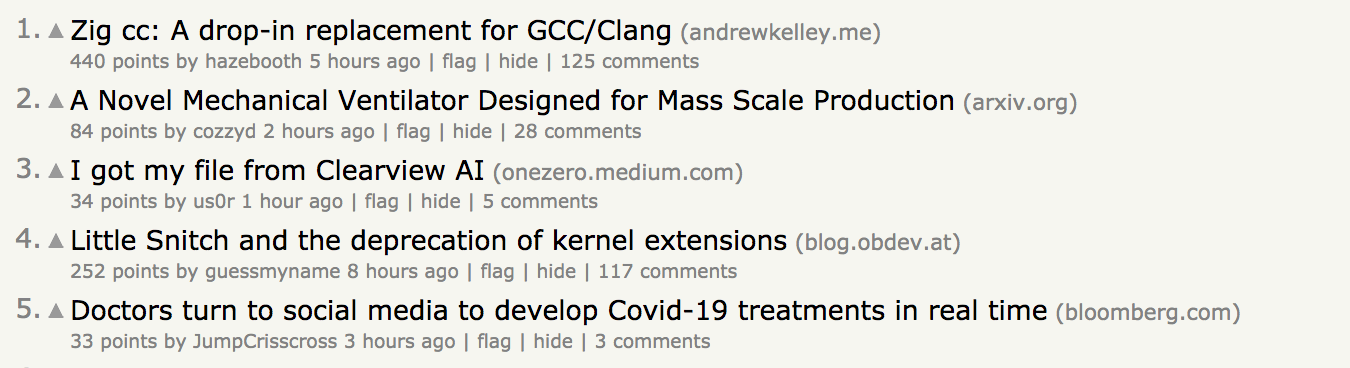 1. ▲ Zig cc: A drop-in replacement for GCC/Clang (andrewkelley.me)
440 points by hazebooth 5 hours ago | flag | hide | 125 comments
2. ▲ A Novel Mechanical Ventilator Designed for Mass Scale Production (arxiv.org)
84 points by cozzyd 2 hours ago | flag | hide | 28 comments
3. ▲ I got my file from Clearview AI (onezero.medium.com)
34 points by us0r 1 hour ago | flag | hide | 5 comments
4. ▲ Little Snitch and the deprecation of kernel extensions (blog.obdev.at)
252 points by guessmyname 8 hours ago | flag | hide | 117 comments
5. ▲ Doctors turn to social media to develop Covid-19 treatments in real time (bloomberg.com)
33 points by JumpCrisscross 3 hours ago | flag | hide | 3 comments